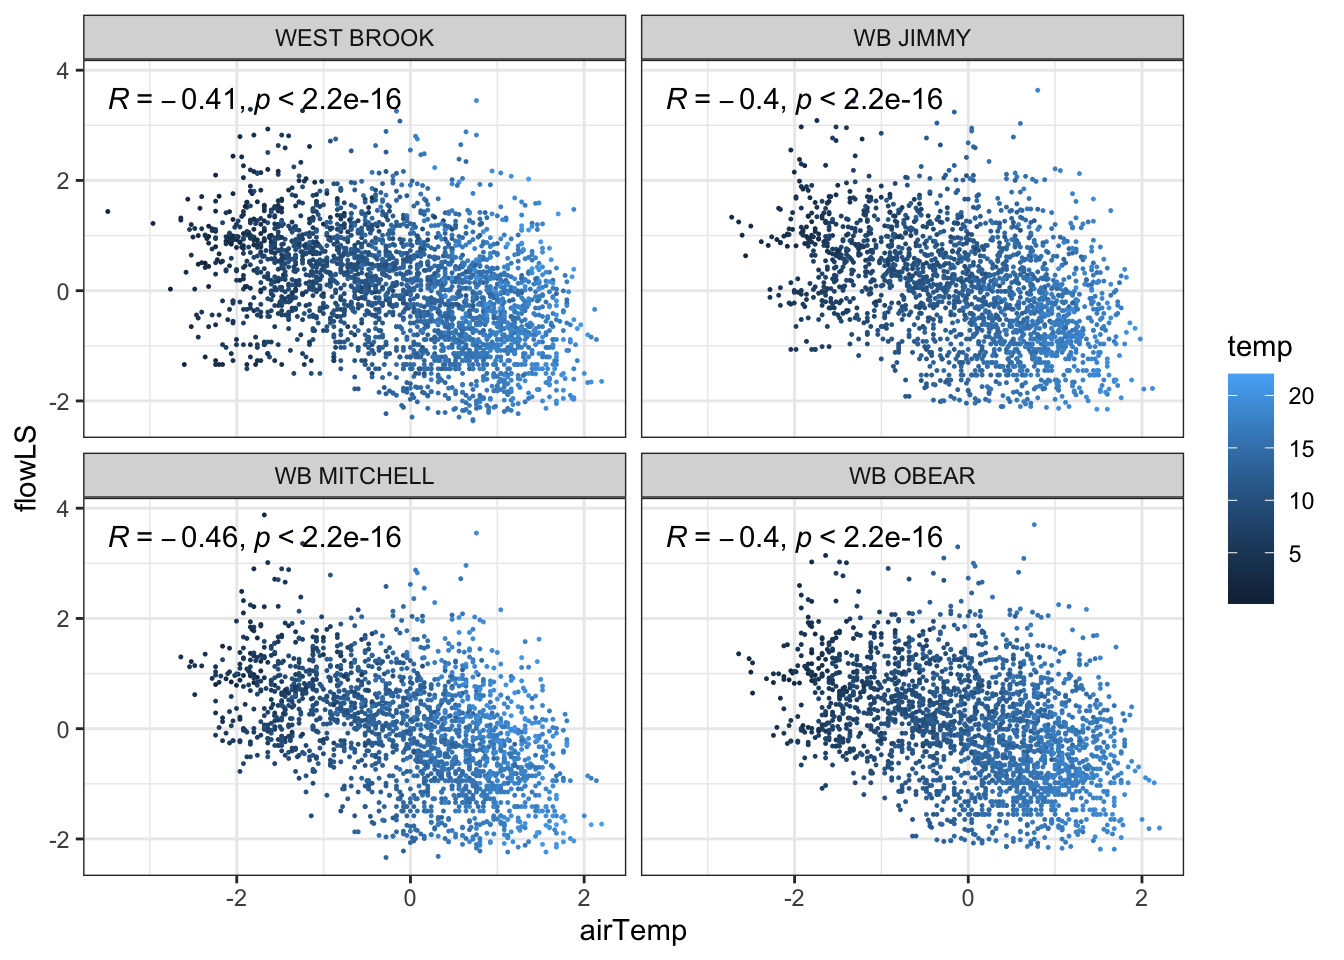 WEST BROOK
WB JIMMY
4
R = −0.41, p < 2.2e-16
R = −0.4, p < 2.2e-16
2
0
-2
flowLS
WB MITCHELL
WB OBEAR
4
R = −0.46, p < 2.2e-16
R = −0.4, p < 2.2e-16
2
0
-2
-2 0 2
-2 0 2
airTemp
temp
20
15
10
5